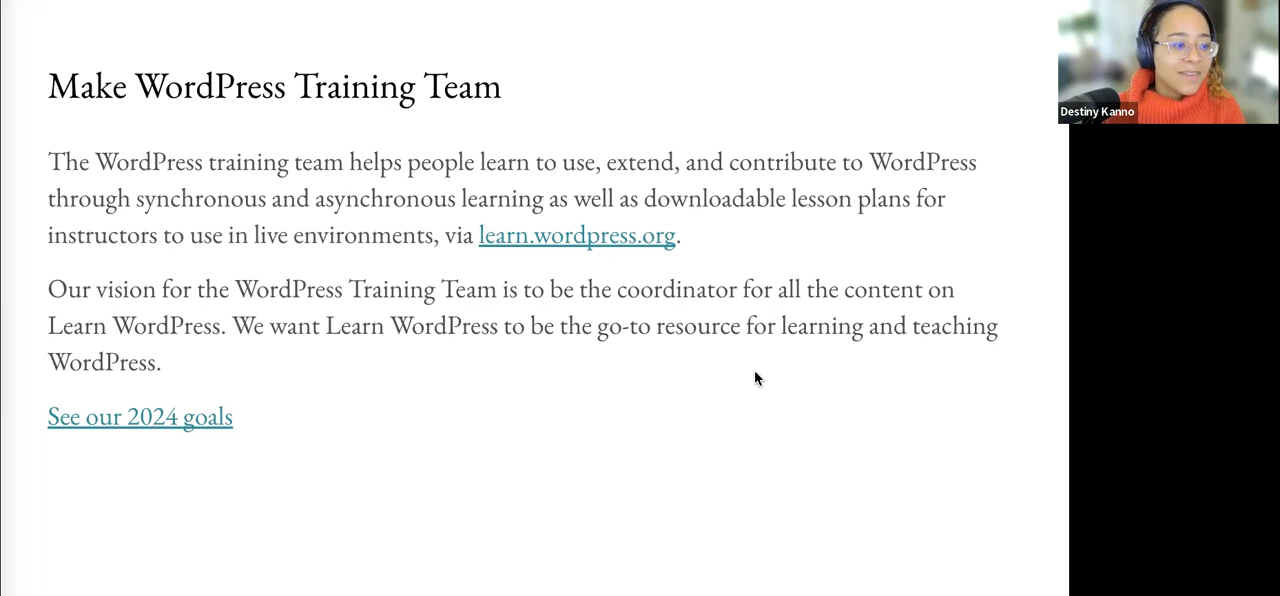 Make WordPress Training Team
The WordPress training team helps people learn to use, extend, and contribute to WordPress
through synchronous and asynchronous learning as well as downloadable lesson plans for
instructors to use in live environments, via learn.wordpress.org.
Our vision for the WordPress Training Team is to be the coordinator for all the content on
Learn WordPress. We want Learn WordPress to be the go-to resource for learning and teaching
WordPress.
See our 2024 goals
Destiny Kanno